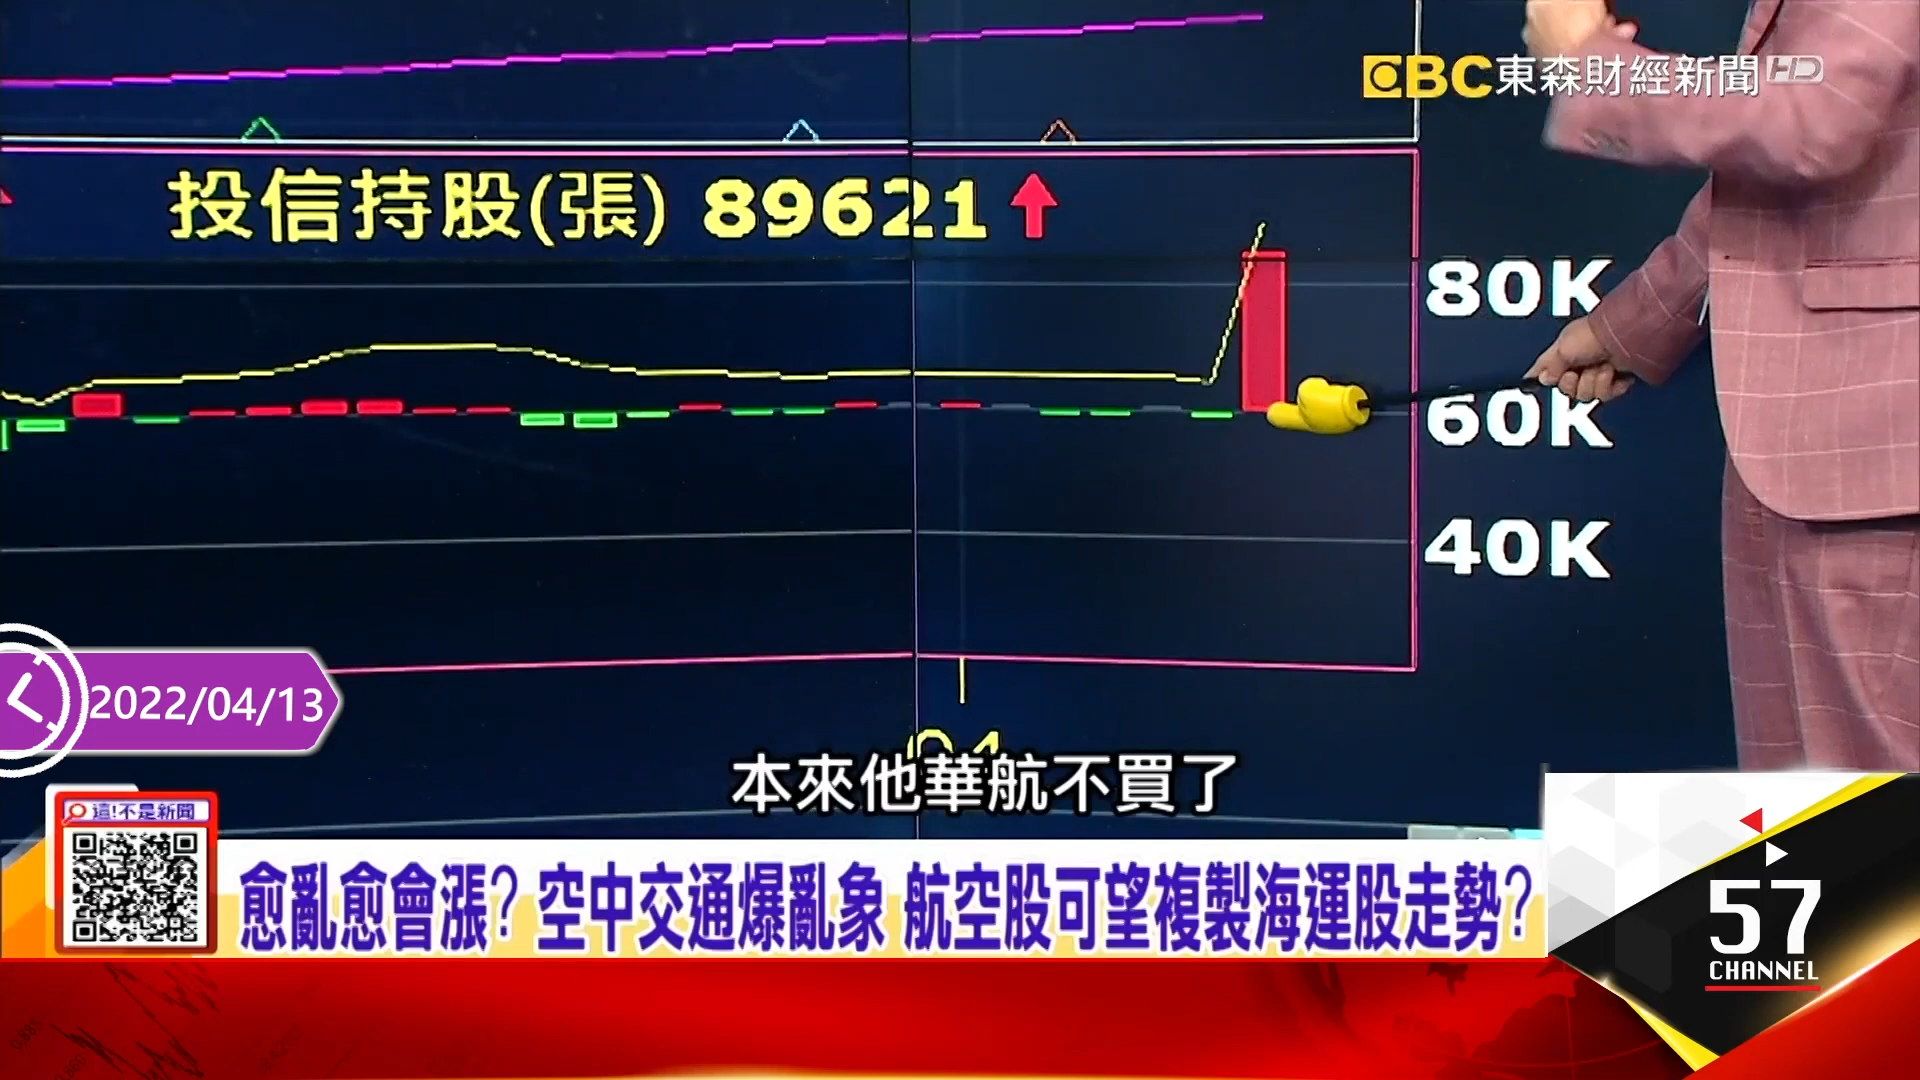 EBC東森財經新聞HD
投信持股(張) 89621
80K
60K
40K
2022/04/13
本來他華航不買了
這!不是新聞
愈亂愈會漲? 空中交通爆亂象 航空股可望複製海運股走勢?
57
CHANNEL